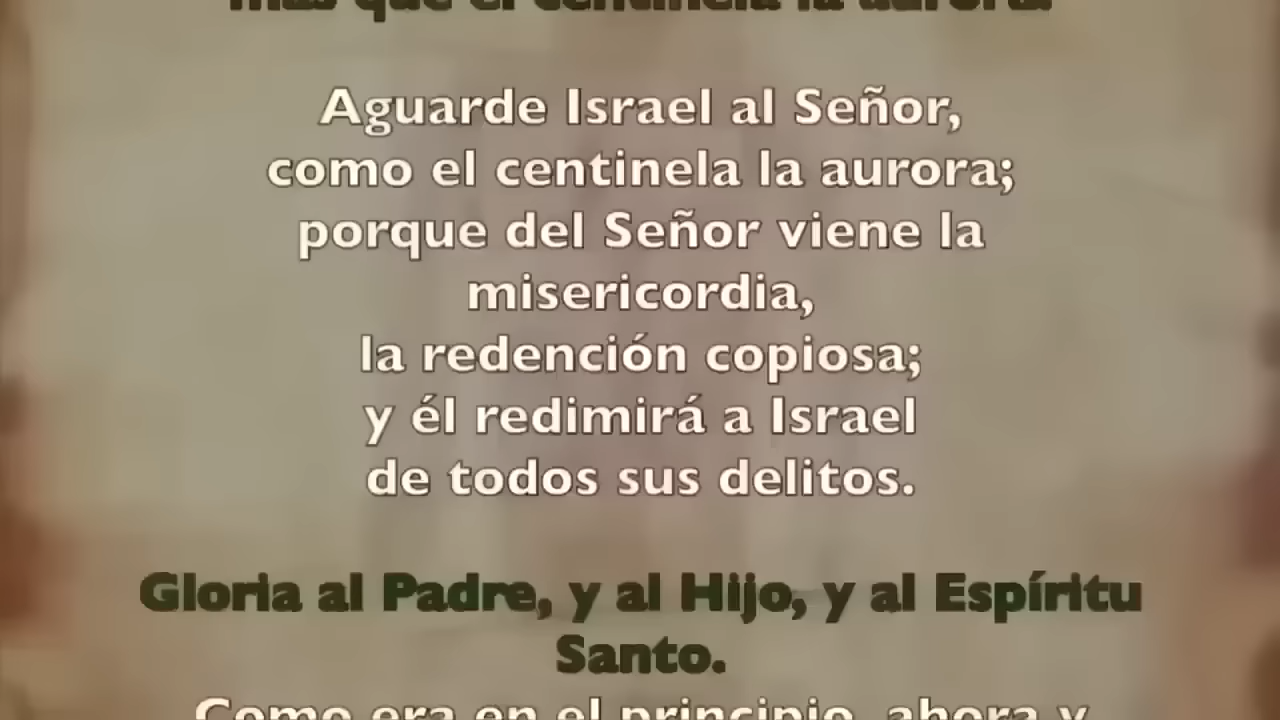 más que el centinela la aurora.
Aguarde Israel al Señor,
como el centinela la aurora;
porque del Señor viene la
misericordia,
la redención copiosa;
y él redimirá a Israel
de todos sus delitos.
Gloria al Padre, y al Hijo, y al Espíritu
Santo.
Como era en el principio, ahora y